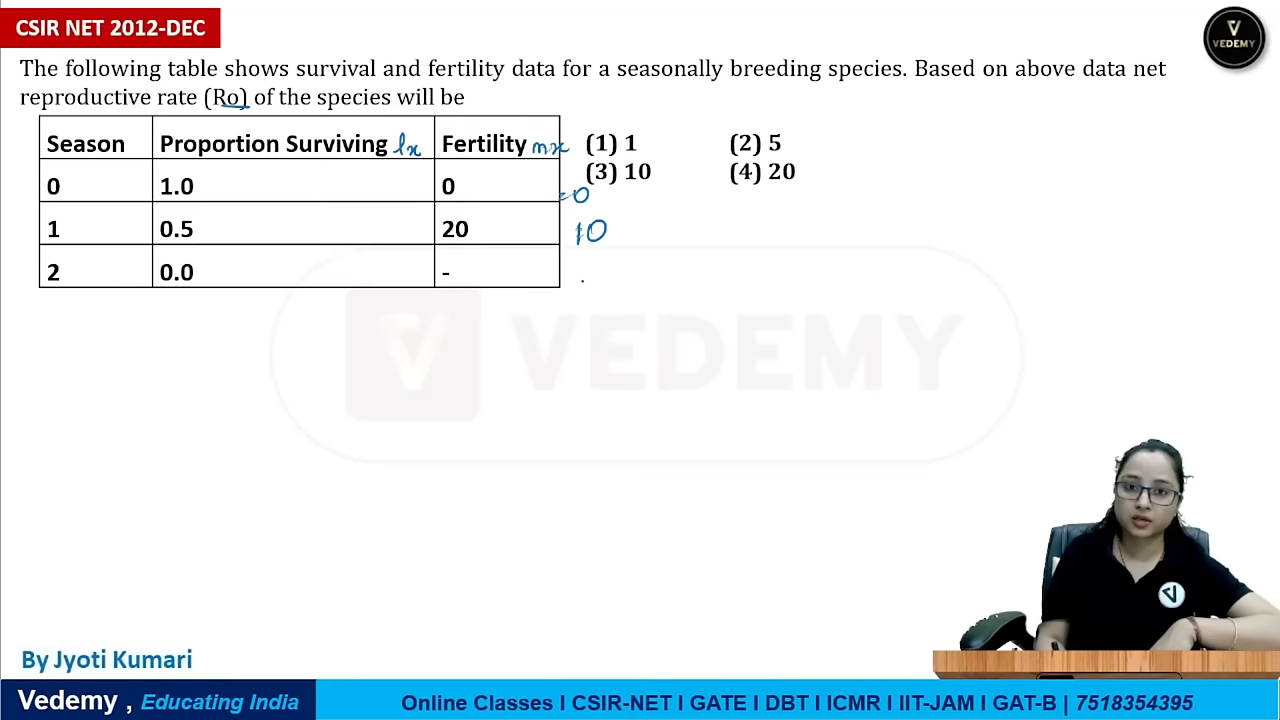 CSIR NET 2012-DEC
VEDEMY
The following table shows survival and fertility data for a seasonally breeding species. Based on above data net
reproductive rate (Ro) of the species will be
Season Proportion Surviving lx Fertility mx
0 1.0 0 =0
1 0.5 20 10
2 0.0 -
(1) 1 (2) 5
(3) 10 (4) 20
VEDEMY
By Jyoti Kumari
Vedemy , Educating India
Online Classes I CSIR-NET I GATE I DBT I ICMR I IIT-JAM I GAT-B | 7518354395